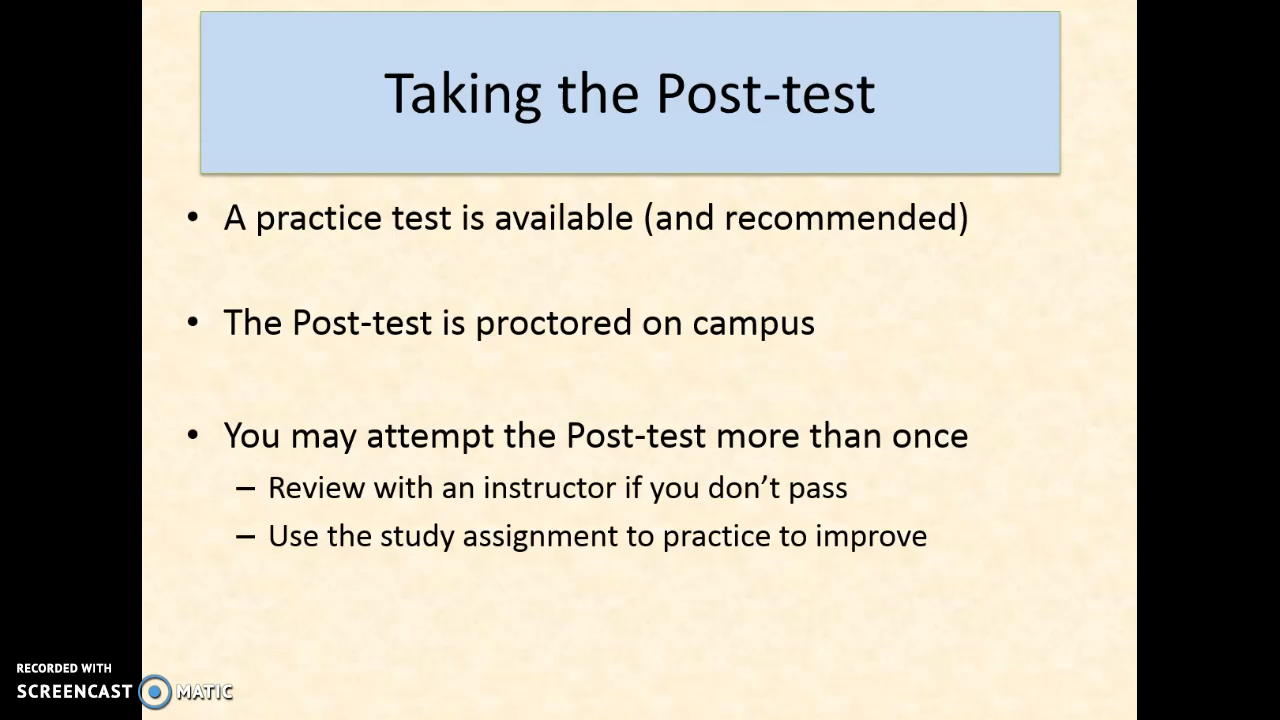 Taking the Post-test
• A practice test is available (and recommended)
• The Post-test is proctored on campus
• You may attempt the Post-test more than once
– Review with an instructor if you don’t pass
– Use the study assignment to practice to improve
RECORDED WITH
SCREENCAST MATIC